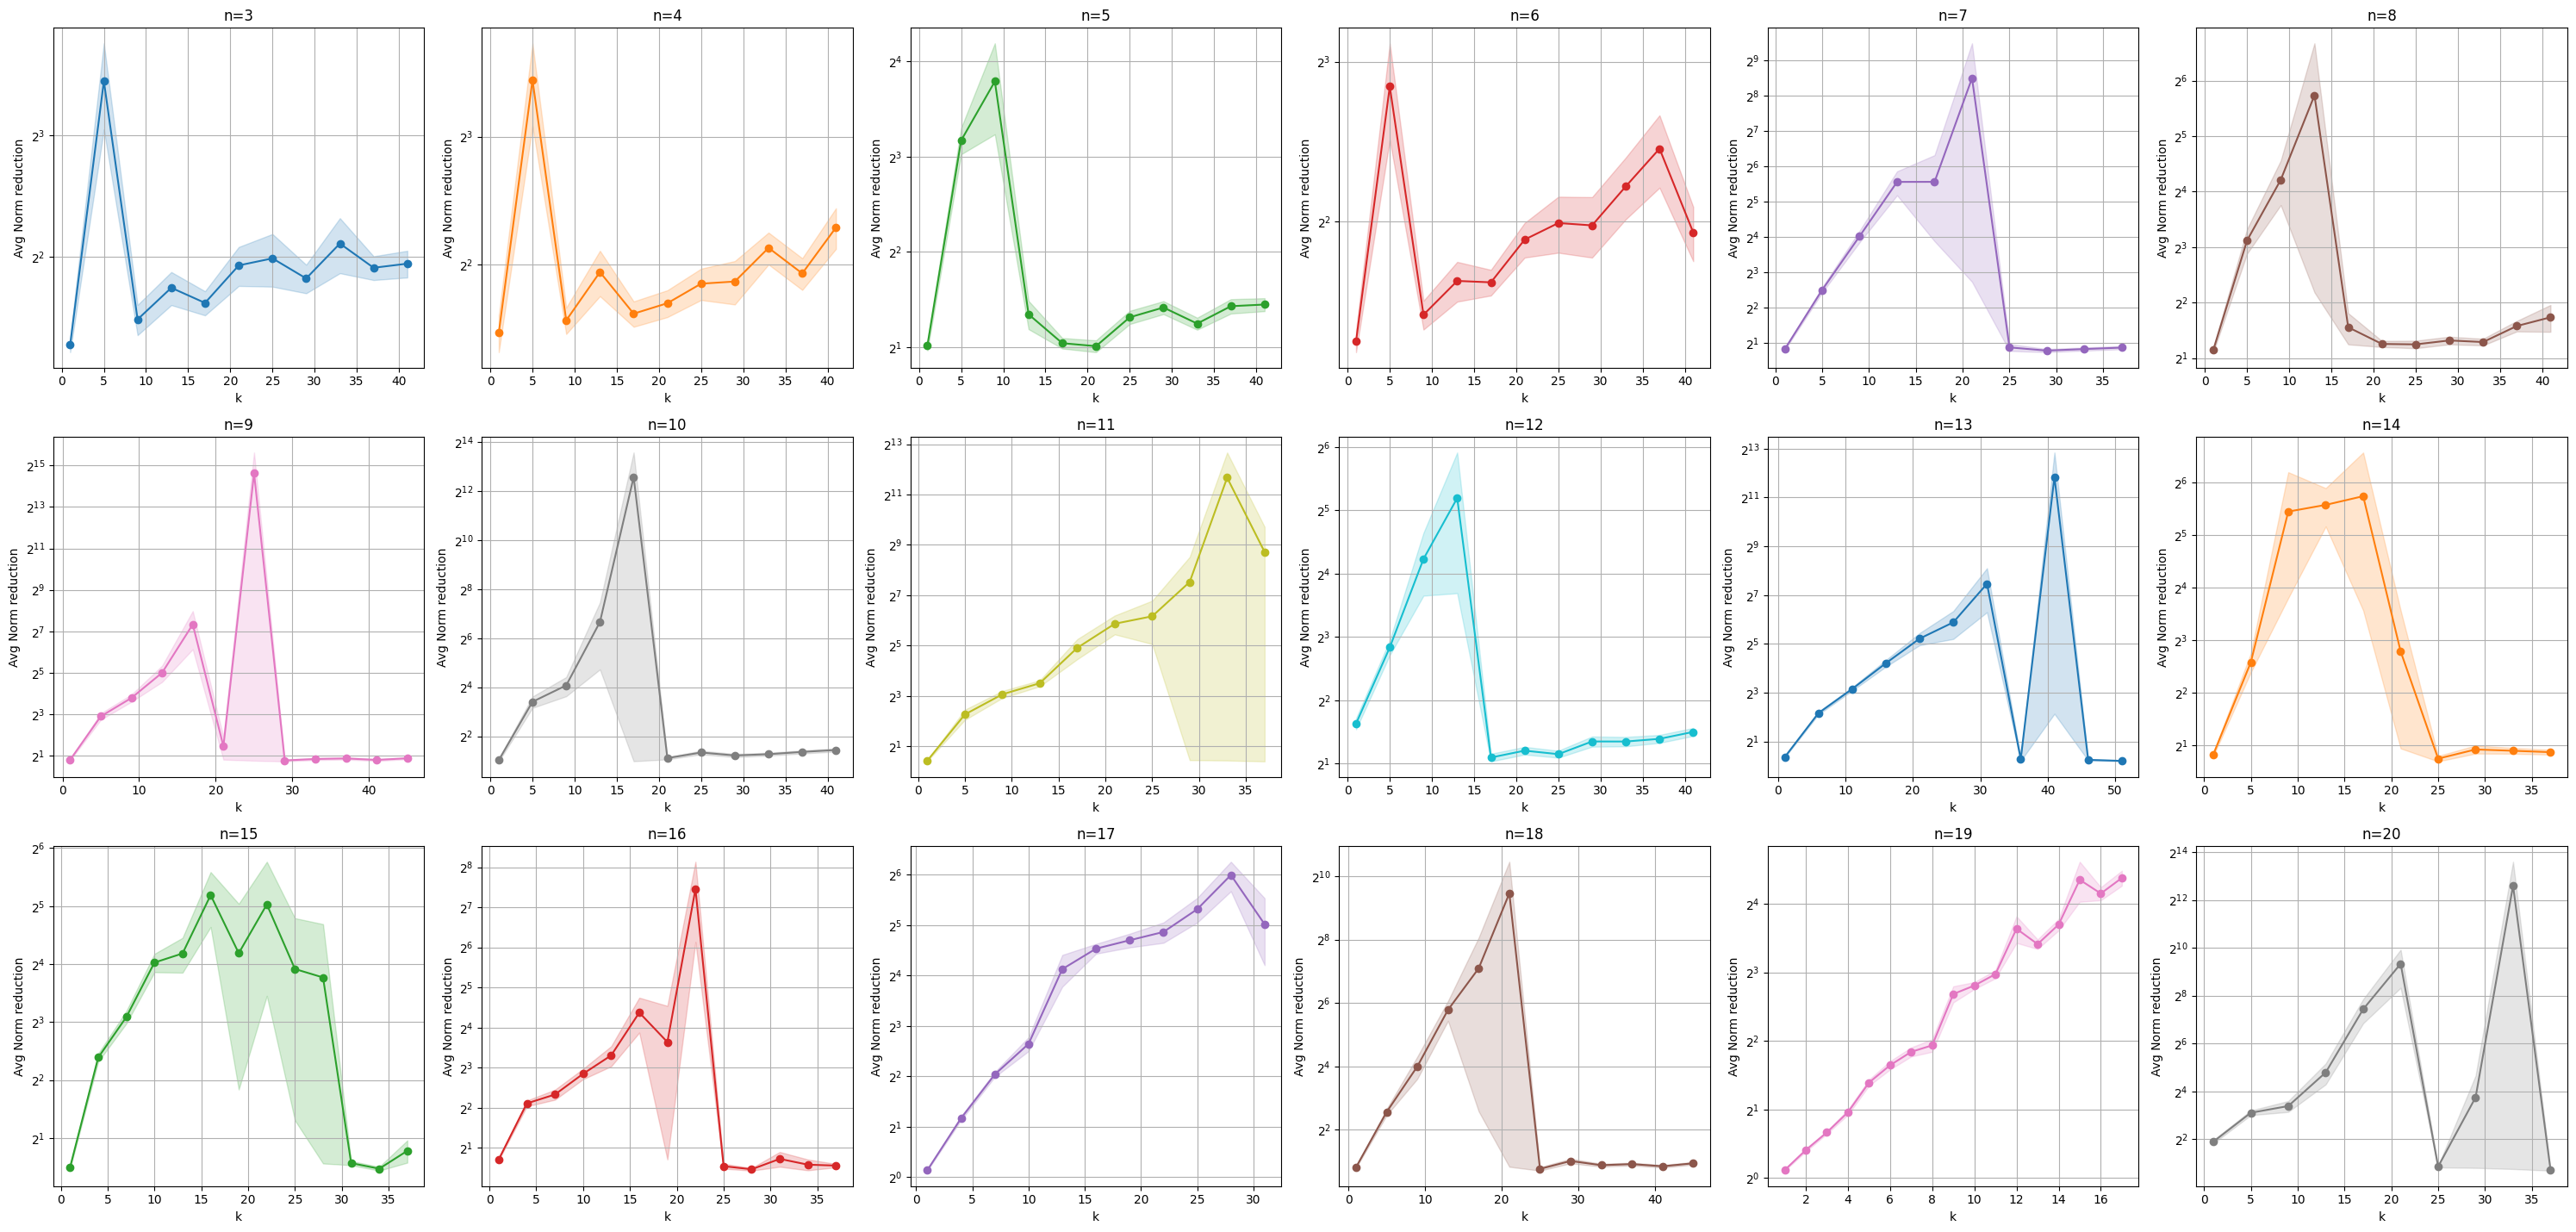 n=3 n=4 n=5 n=6 n=7 n=8
Avg Norm reduction
2^2 2^3
0 5 10 15 20 25 30 35 40
k
Avg Norm reduction
2^2 2^3
0 5 10 15 20 25 30 35 40
k
Avg Norm reduction
2^1 2^2 2^3 2^4
0 5 10 15 20 25 30 35 40
k
Avg Norm reduction
2^2 2^3
0 5 10 15 20 25 30 35 40
k
Avg Norm reduction
2^1 2^2 2^3 2^4 2^5 2^6 2^7 2^8 2^9
0 5 10 15 20 25 30 35
k
Avg Norm reduction
2^1 2^2 2^3 2^4 2^5 2^6
0 5 10 15 20 25 30 35 40
k
n=9 n=10 n=11 n=12 n=13 n=14
Avg Norm reduction
2^1 2^3 2^5 2^7 2^9 2^11 2^13 2^15
0 10 20 30 40
k
Avg Norm reduction
2^2 2^4 2^6 2^8 2^10 2^12 2^14
0 5 10 15 20 25 30 35 40
k
Avg Norm reduction
2^1 2^3 2^5 2^7 2^9 2^11 2^13
0 5 10 15 20 25 30 35
k
Avg Norm reduction
2^1 2^2 2^3 2^4 2^5 2^6
0 5 10 15 20 25 30 35 40
k
Avg Norm reduction
2^1 2^3 2^5 2^7 2^9 2^11 2^13
0 10 20 30 40 50
k
Avg Norm reduction
2^1 2^2 2^3 2^4 2^5 2^6
0 5 10 15 20 25 30 35
k
n=15 n=16 n=17 n=18 n=19 n=20
Avg Norm reduction
2^1 2^2 2^3 2^4 2^5 2^6
0 5 10 15 20 25 30 35
k
Avg Norm reduction
2^1 2^2 2^3 2^4 2^5 2^6 2^7 2^8
0 5 10 15 20 25 30 35
k
Avg Norm reduction
2^0 2^1 2^2 2^3 2^4 2^5 2^6
0 5 10 15 20 25 30
k
Avg Norm reduction
2^2 2^4 2^6 2^8 2^10
0 10 20 30 40
k
Avg Norm reduction
2^0 2^1 2^2 2^3 2^4
2 4 6 8 10 12 14 16
k
Avg Norm reduction
2^2 2^4 2^6 2^8 2^10 2^12 2^14
0 5 10 15 20 25 30 35
k